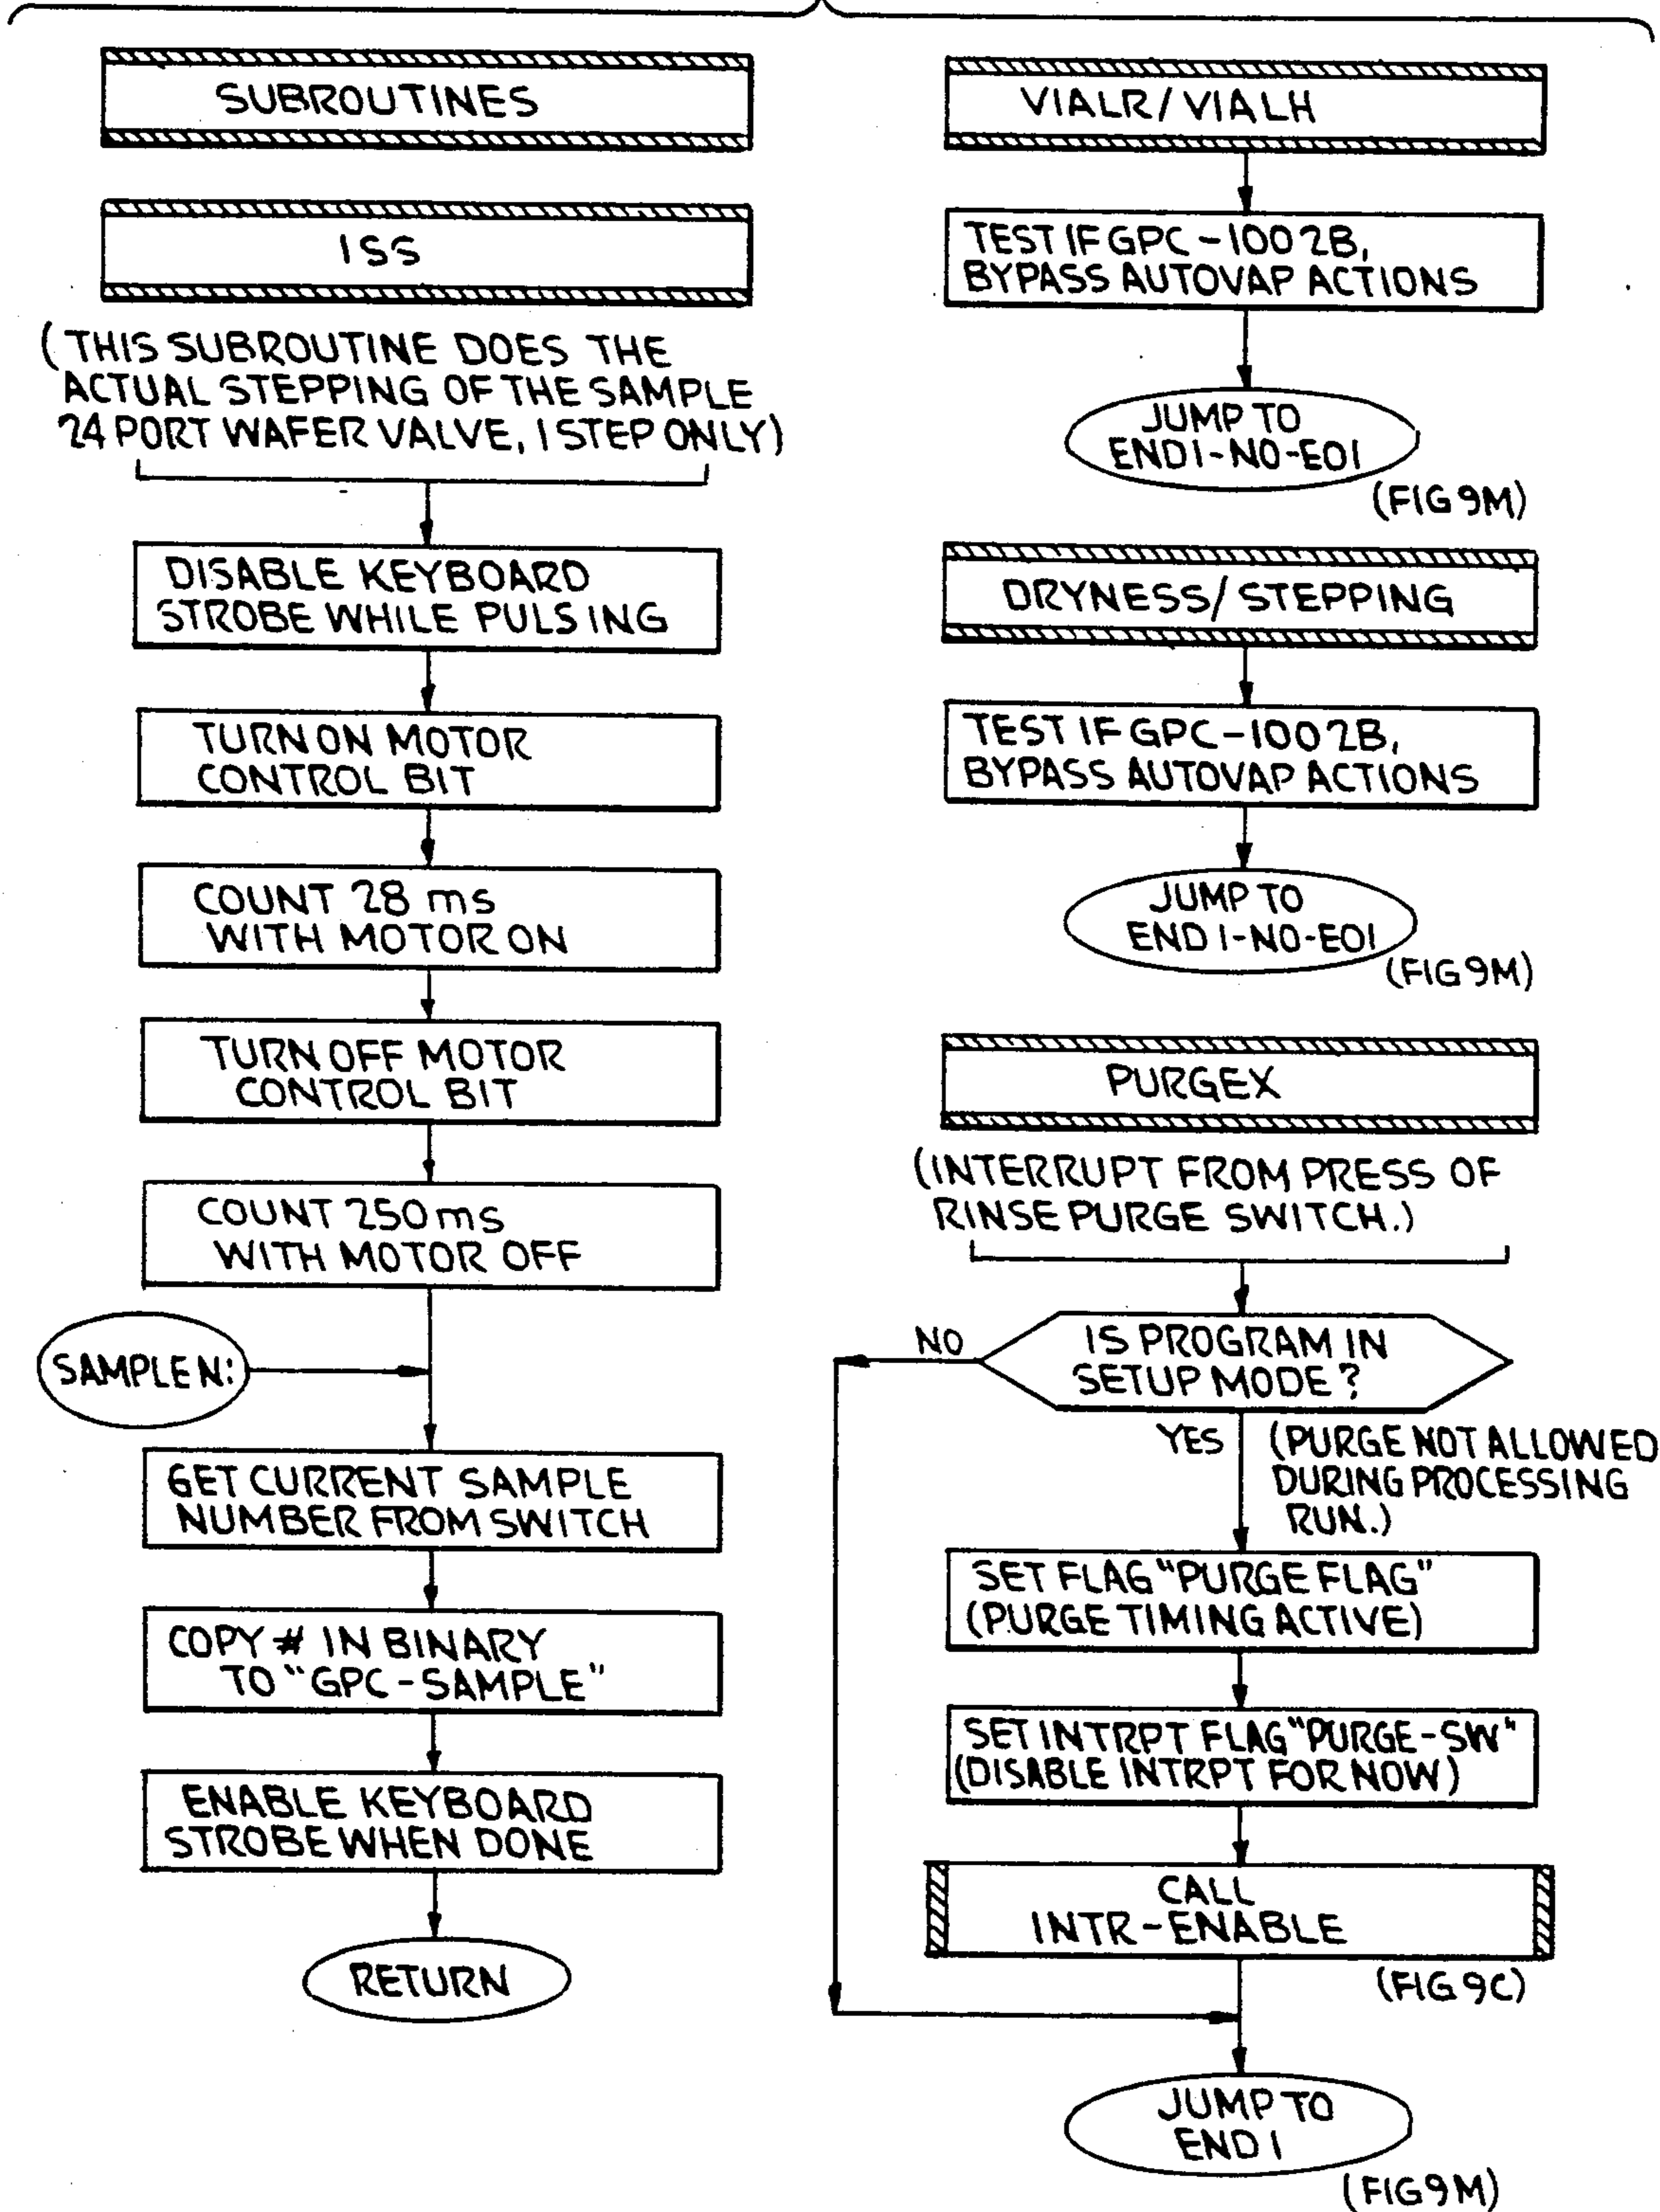 SUBROUTINES
ISS
(THIS SUBROUTINE DOES THE
ACTUAL STEPPING OF THE SAMPLE
24 PORT WAFER VALVE, 1 STEP ONLY)
DISABLE KEYBOARD
STROBE WHILE PULSING
TURN ON MOTOR
CONTROL BIT
COUNT 28 ms
WITH MOTOR ON
TURN OFF MOTOR
CONTROL BIT
COUNT 250 ms
WITH MOTOR OFF
SAMPLEN:
GET CURRENT SAMPLE
NUMBER FROM SWITCH
COPY # IN BINARY
TO "GPC-SAMPLE"
ENABLE KEYBOARD
STROBE WHEN DONE
RETURN
VIALR/VIALH
TEST IF GPC-1002B,
BYPASS AUTOVAP ACTIONS
JUMP TO
END1-NO-EOI
(FIG 9M)
DRYNESS/STEPPING
TEST IF GPC-1002B,
BYPASS AUTOVAP ACTIONS
JUMP TO
END1-NO-EOI
(FIG 9M)
PURGEX
(INTERRUPT FROM PRESS OF
RINSE PURGE SWITCH.)
IS PROGRAM IN
SETUP MODE?
NO
YES
(PURGE NOT ALLOWED
DURING PROCESSING
RUN.)
SET FLAG "PURGE FLAG"
(PURGE TIMING ACTIVE)
SET INTRPT FLAG "PURGE-SW"
(DISABLE INTRPT FOR NOW)
CALL
INTR-ENABLE
(FIG 9C)
JUMP TO
END1
(FIG 9M)